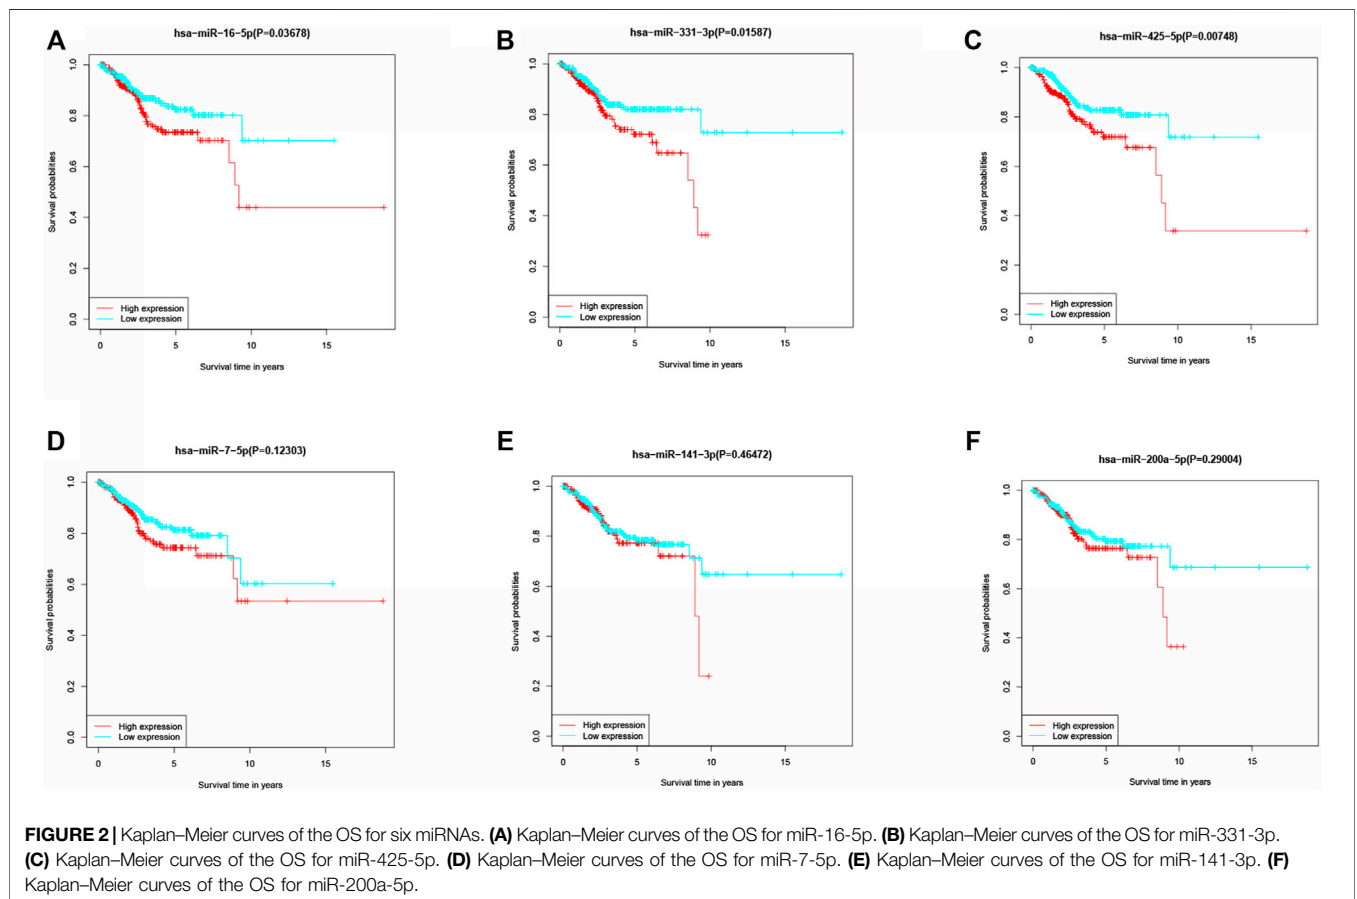 A
hsa-miR-16-5p(P=0.03678)
Survival probabilities
1.0
0.8
0.6
0.4
0.2
0.0
High expression
Low expression
0 5 10 15
Survival time in years
B
hsa-miR-331-3p(P=0.01587)
Survival probabilities
1.0
0.8
0.6
0.4
0.2
0.0
High expression
Low expression
0 5 10 15
Survival time in years
C
hsa-miR-425-5p(P=0.00748)
Survival probabilities
1.0
0.8
0.6
0.4
0.2
0.0
High expression
Low expression
0 5 10 15
Survival time in years
D
hsa-miR-7-5p(P=0.12303)
Survival probabilities
1.0
0.8
0.6
0.4
0.2
0.0
High expression
Low expression
0 5 10 15
Survival time in years
E
hsa-miR-141-3p(P=0.46472)
Survival probabilities
1.0
0.8
0.6
0.4
0.2
0.0
High expression
Low expression
0 5 10 15
Survival time in years
F
hsa-miR-200a-5p(P=0.29004)
Survival probabilities
1.0
0.8
0.6
0.4
0.2
0.0
High expression
Low expression
0 5 10 15
Survival time in years
FIGURE 2 | Kaplan–Meier curves of the OS for six miRNAs. (A) Kaplan–Meier curves of the OS for miR-16-5p. (B) Kaplan–Meier curves of the OS for miR-331-3p.
(C) Kaplan–Meier curves of the OS for miR-425-5p. (D) Kaplan–Meier curves of the OS for miR-7-5p. (E) Kaplan–Meier curves of the OS for miR-141-3p. (F)
Kaplan–Meier curves of the OS for miR-200a-5p.